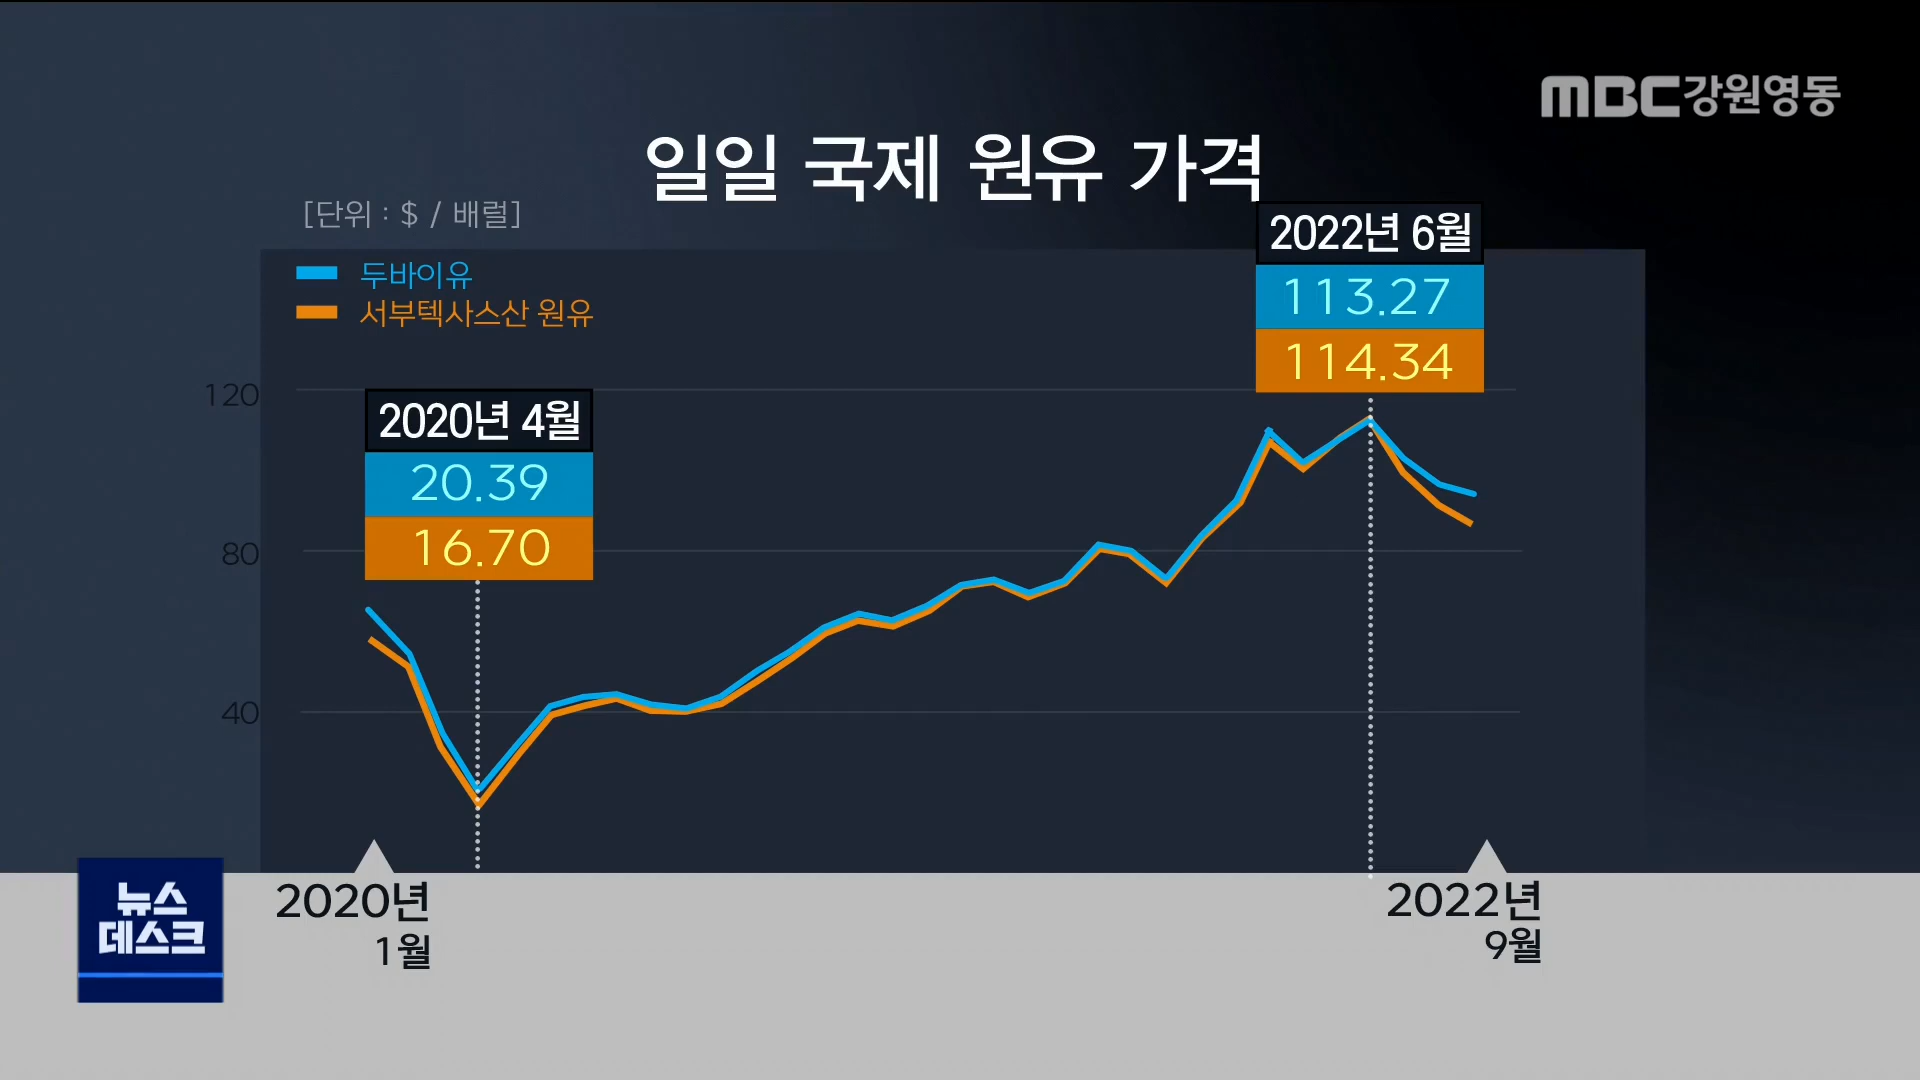 MBC강원영동
일일 국제 원유 가격
[단위 : $ / 배럴]
두바이유
서부텍사스산 원유
2022년 6월
113.27
114.34
120
2020년 4월
20.39
16.70
80
40
2020년
1월
2022년
9월
뉴스
데스크